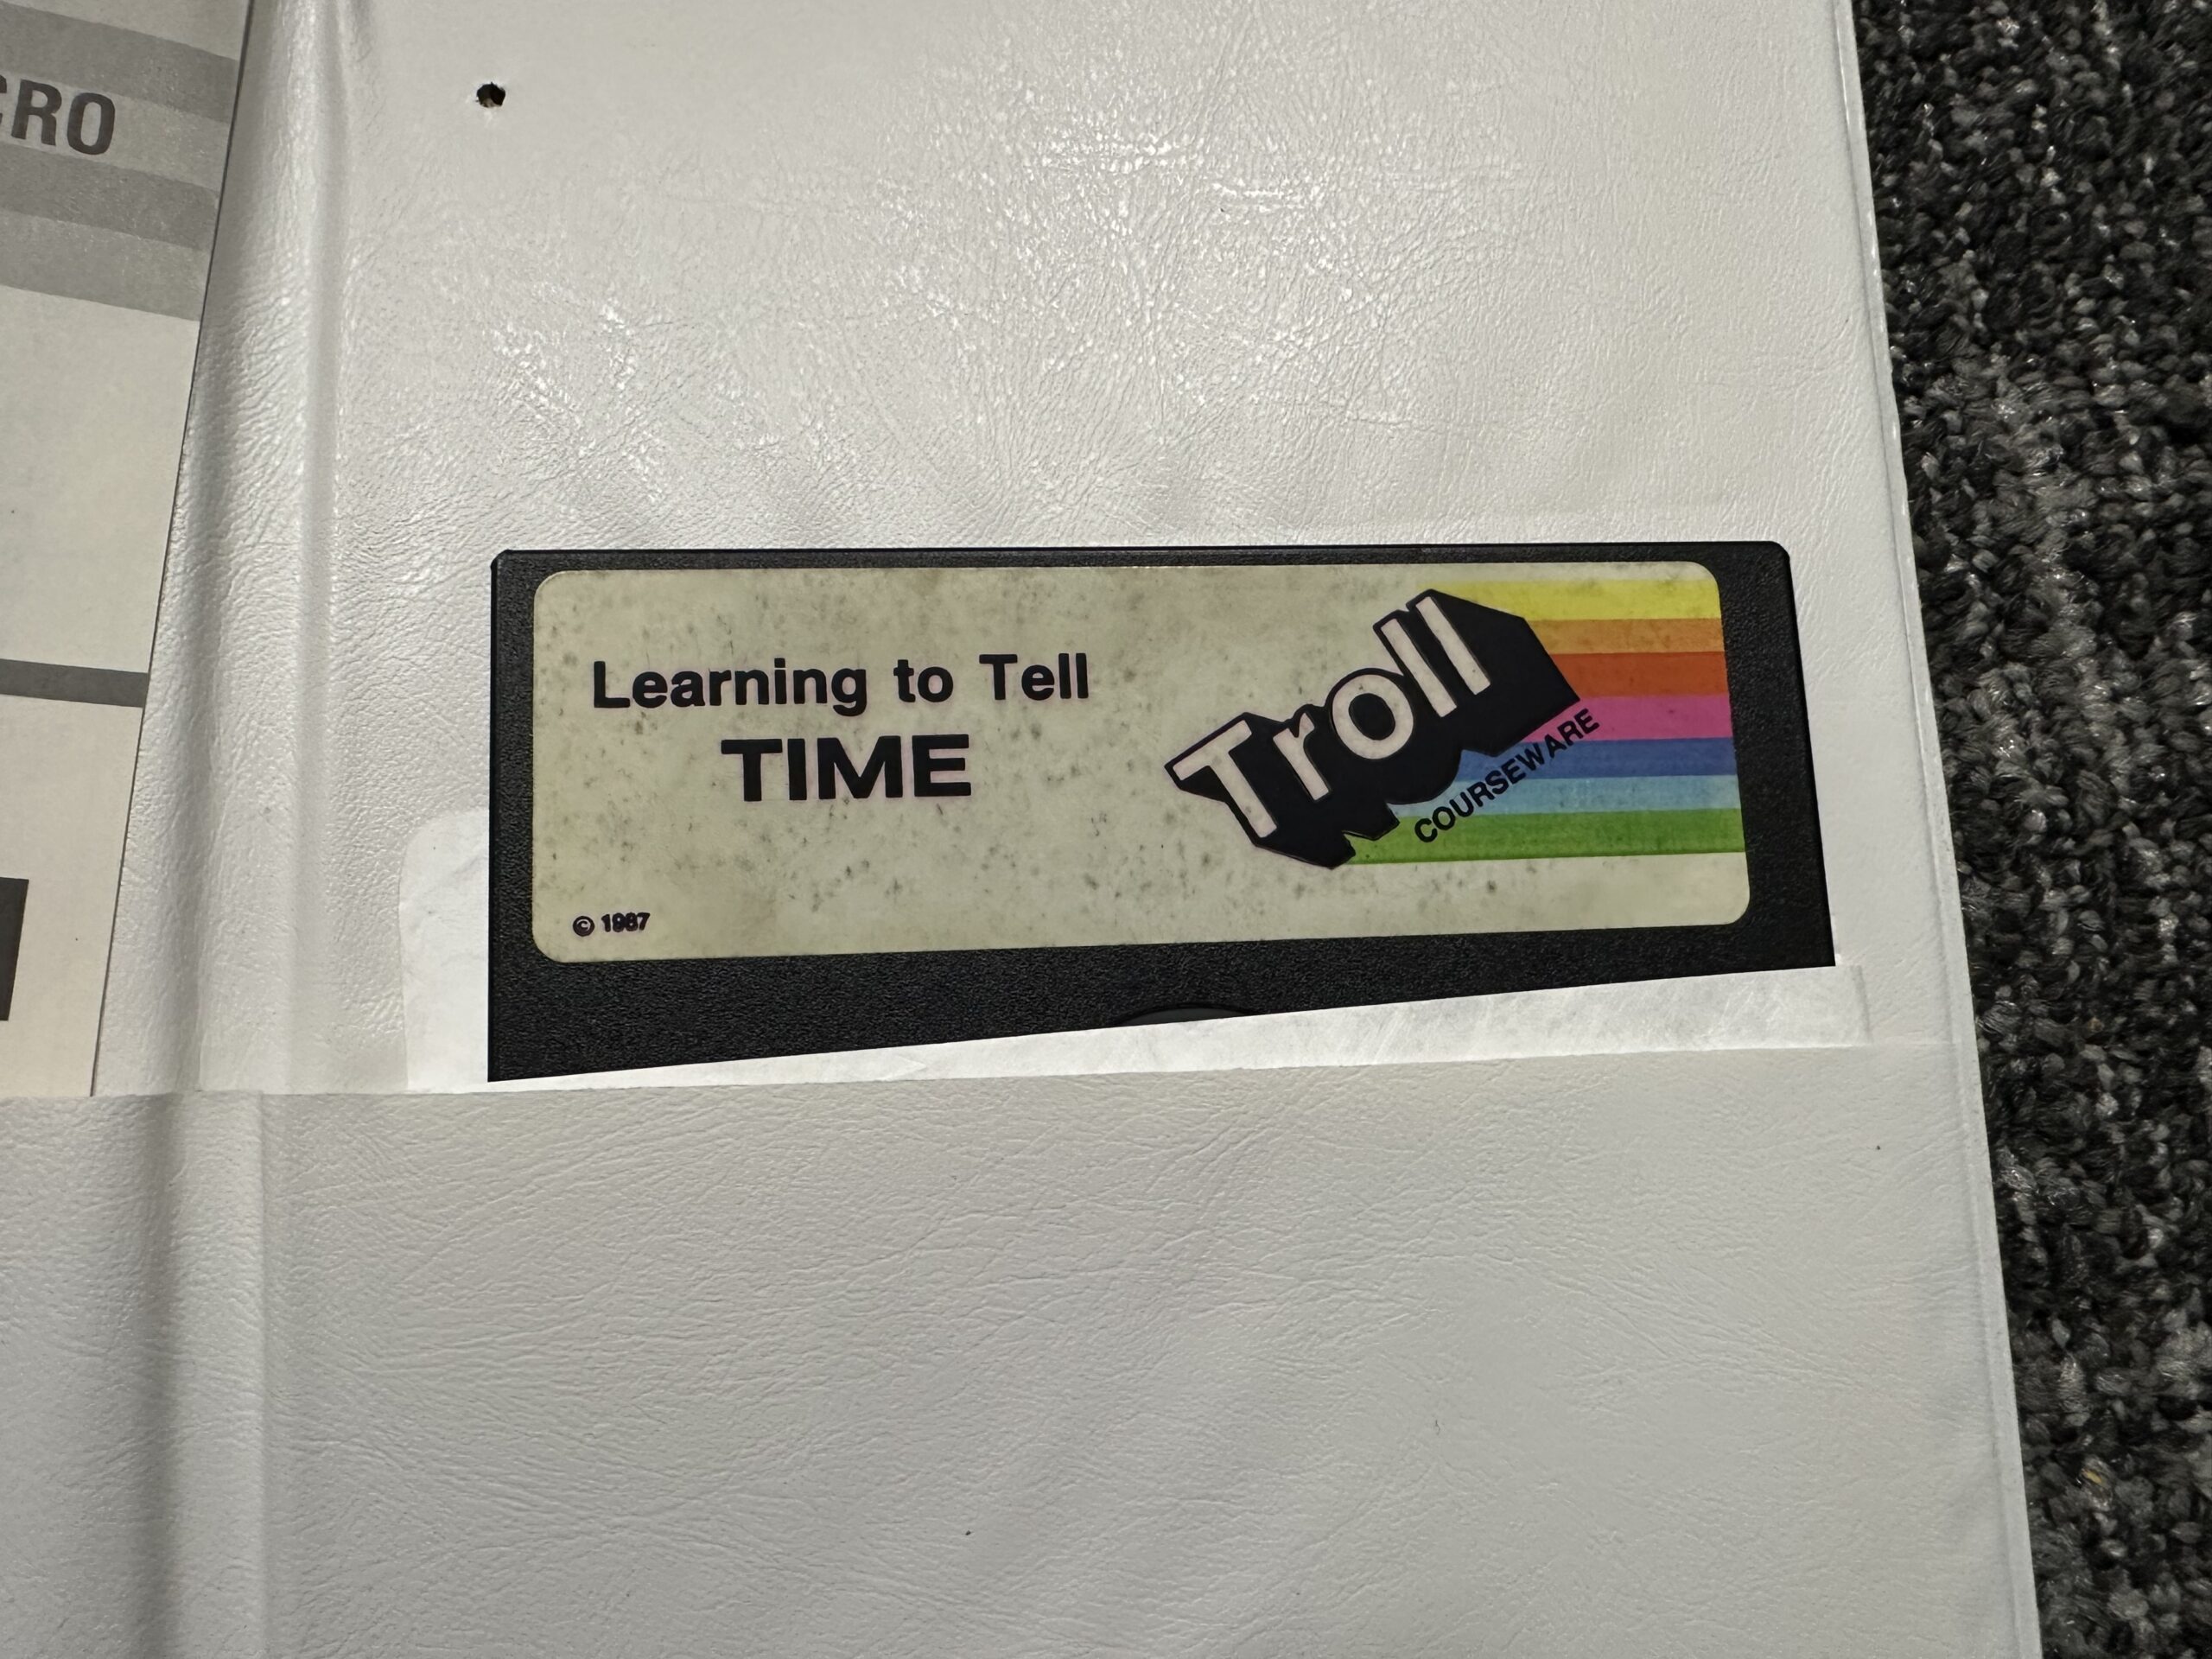 CRO
Learning to Tell
TIME
Troll
COURSEWARE
© 1987